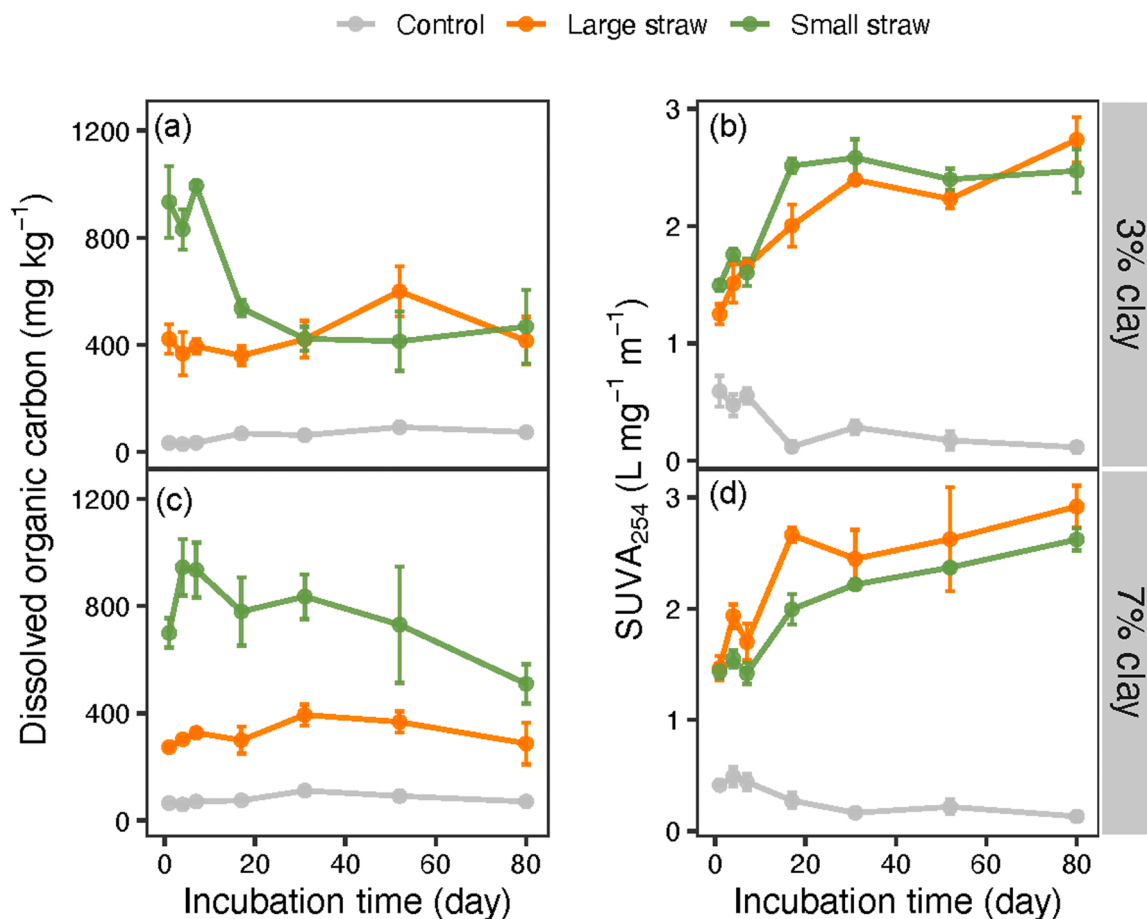 Control Large straw Small straw
Dissolved organic carbon (mg kg⁻¹)
(a)
1200
800
400
0
(c)
1200
800
400
0
0 20 40 60 80
Incubation time (day)
SUVA₂₅₄ (L mg⁻¹ m⁻¹)
(b)
3
2
1
0
3% clay
(d)
3
2
1
0
7% clay
0 20 40 60 80
Incubation time (day)